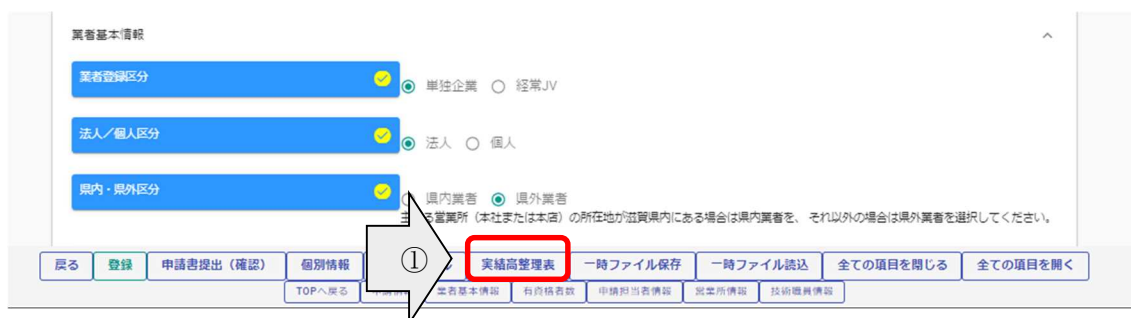 業者基本情報
業者登録区分
単独企業 経常JV
法人／個人区分
法人 個人
県内・県外区分
県内業者 県外業者
る営業所（本社または本店）の所在地が滋賀県内にある場合は県内業者を、それ以外の場合は県外業者を選択してください。
①
戻る 登録 申請書提出（確認） 個別情報 実績高整理表 一時ファイル保存 一時ファイル読込 全ての項目を閉じる 全ての項目を開く
TOPへ戻る 業者基本情報 有資格者数 申請担当者情報 営業所情報 技術職員情報